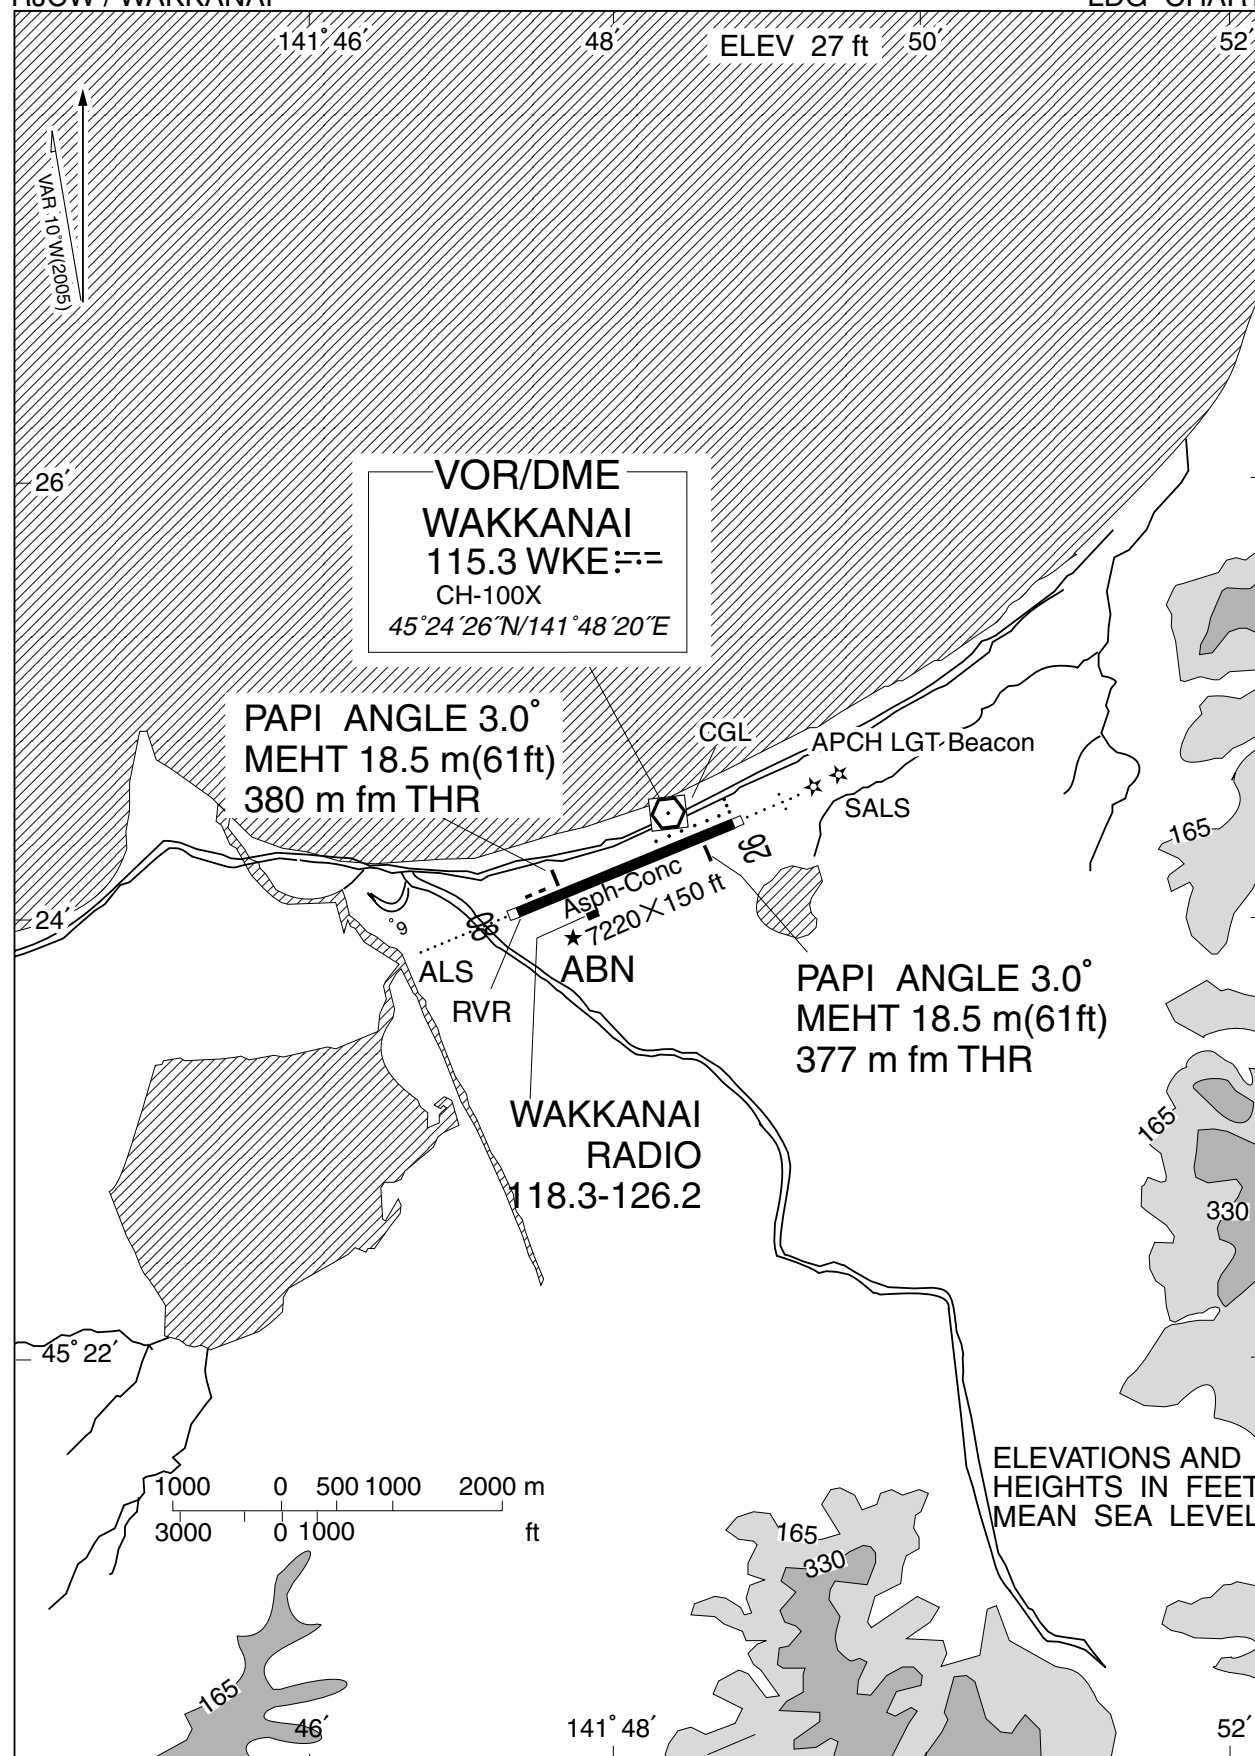 RJCW / WAKKANAI
LDG CHART
141°46′
48′
ELEV 27 ft
50′
52′
VAR 10°W(2005)
26′
VOR/DME
WAKKANAI
115.3 WKE
CH-100X
45°24′26″N/141°48′20″E
PAPI ANGLE 3.0°
MEHT 18.5 m(61ft)
380 m fm THR
CGL
APCH LGT Beacon
SALS
165
26
Asph-Conc
7220×150 ft
24′
08
9°
ALS
ABN
RVR
PAPI ANGLE 3.0°
MEHT 18.5 m(61ft)
377 m fm THR
WAKKANAI
RADIO
118.3-126.2
165
330
45°22′
ELEVATIONS AND
HEIGHTS IN FEET
MEAN SEA LEVEL
1000 0 500 1000 2000 m
3000 0 1000 ft
165
330
165
46′
141°48′
52′